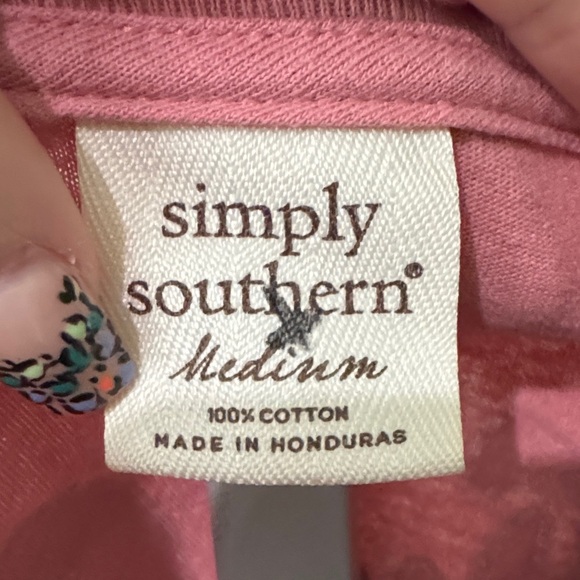 simply
southern®
Medium
100% COTTON
MADE IN HONDURAS